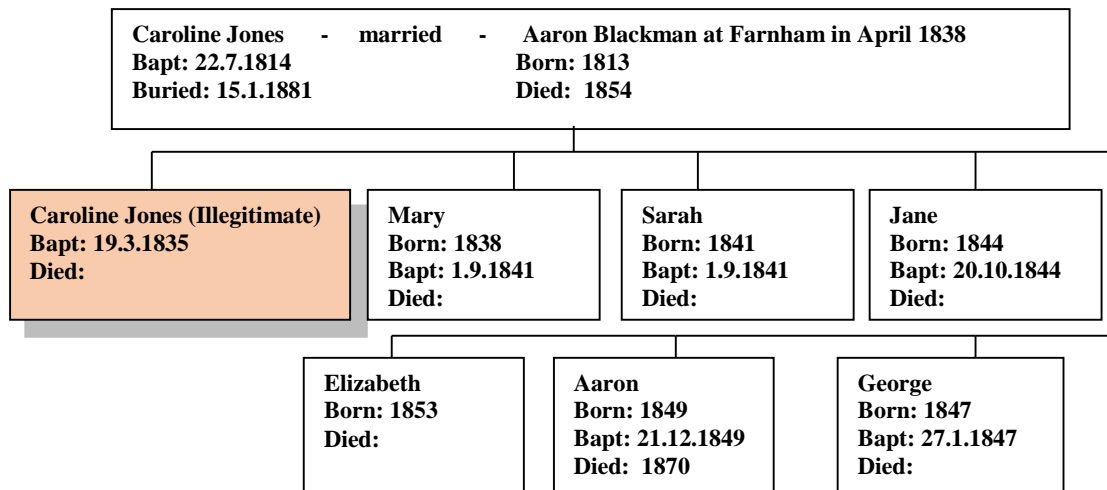 Caroline Jones - married - Aaron Blackman at Farnham in April 1838
Bapt: 22.7.1814 Born: 1813
Buried: 15.1.1881 Died: 1854
Caroline Jones (Illegitimate)
Bapt: 19.3.1835
Died:
Mary
Born: 1838
Bapt: 1.9.1841
Died:
Sarah
Born: 1841
Bapt: 1.9.1841
Died:
Jane
Born: 1844
Bapt: 20.10.1844
Died:
Elizabeth
Born: 1853
Died:
Aaron
Born: 1849
Bapt: 21.12.1849
Died: 1870
George
Born: 1847
Bapt: 27.1.1847
Died: